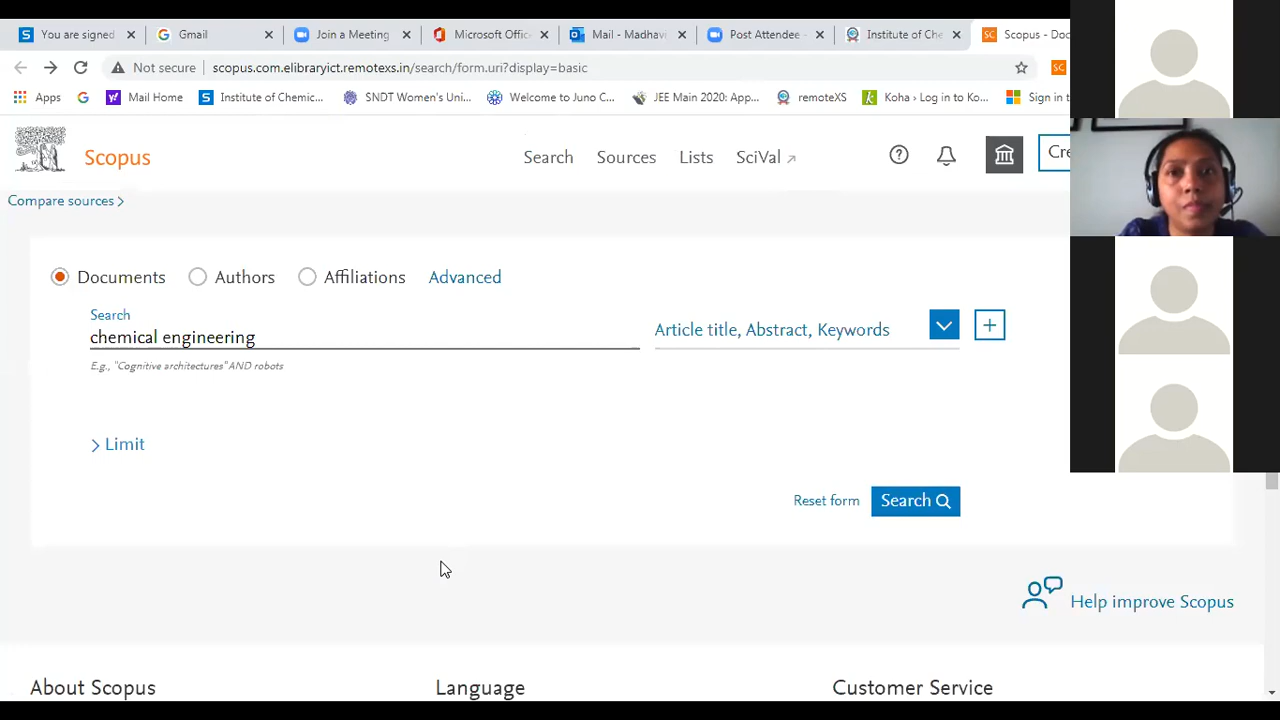 You are signed
Gmail
Join a Meeting
Microsoft Offic
Mail - Madhavi
Post Attendee -
Institute of Che
Scopus - Doc
Not secure
scopus.com.elibraryict.remotexs.in/search/form.uri?display=basic
Apps
Mail Home
Institute of Chemic...
SNDT Women's Uni...
Welcome to Juno C...
JEE Main 2020: App...
remoteXS
Koha › Log in to Ko...
Sign in t
Scopus
Search
Sources
Lists
SciVal
Cre
Compare sources
Documents
Authors
Affiliations
Advanced
Search
chemical engineering
Article title, Abstract, Keywords
E.g., "Cognitive architectures" AND robots
Limit
Reset form
Search
Help improve Scopus
About Scopus
Language
Customer Service